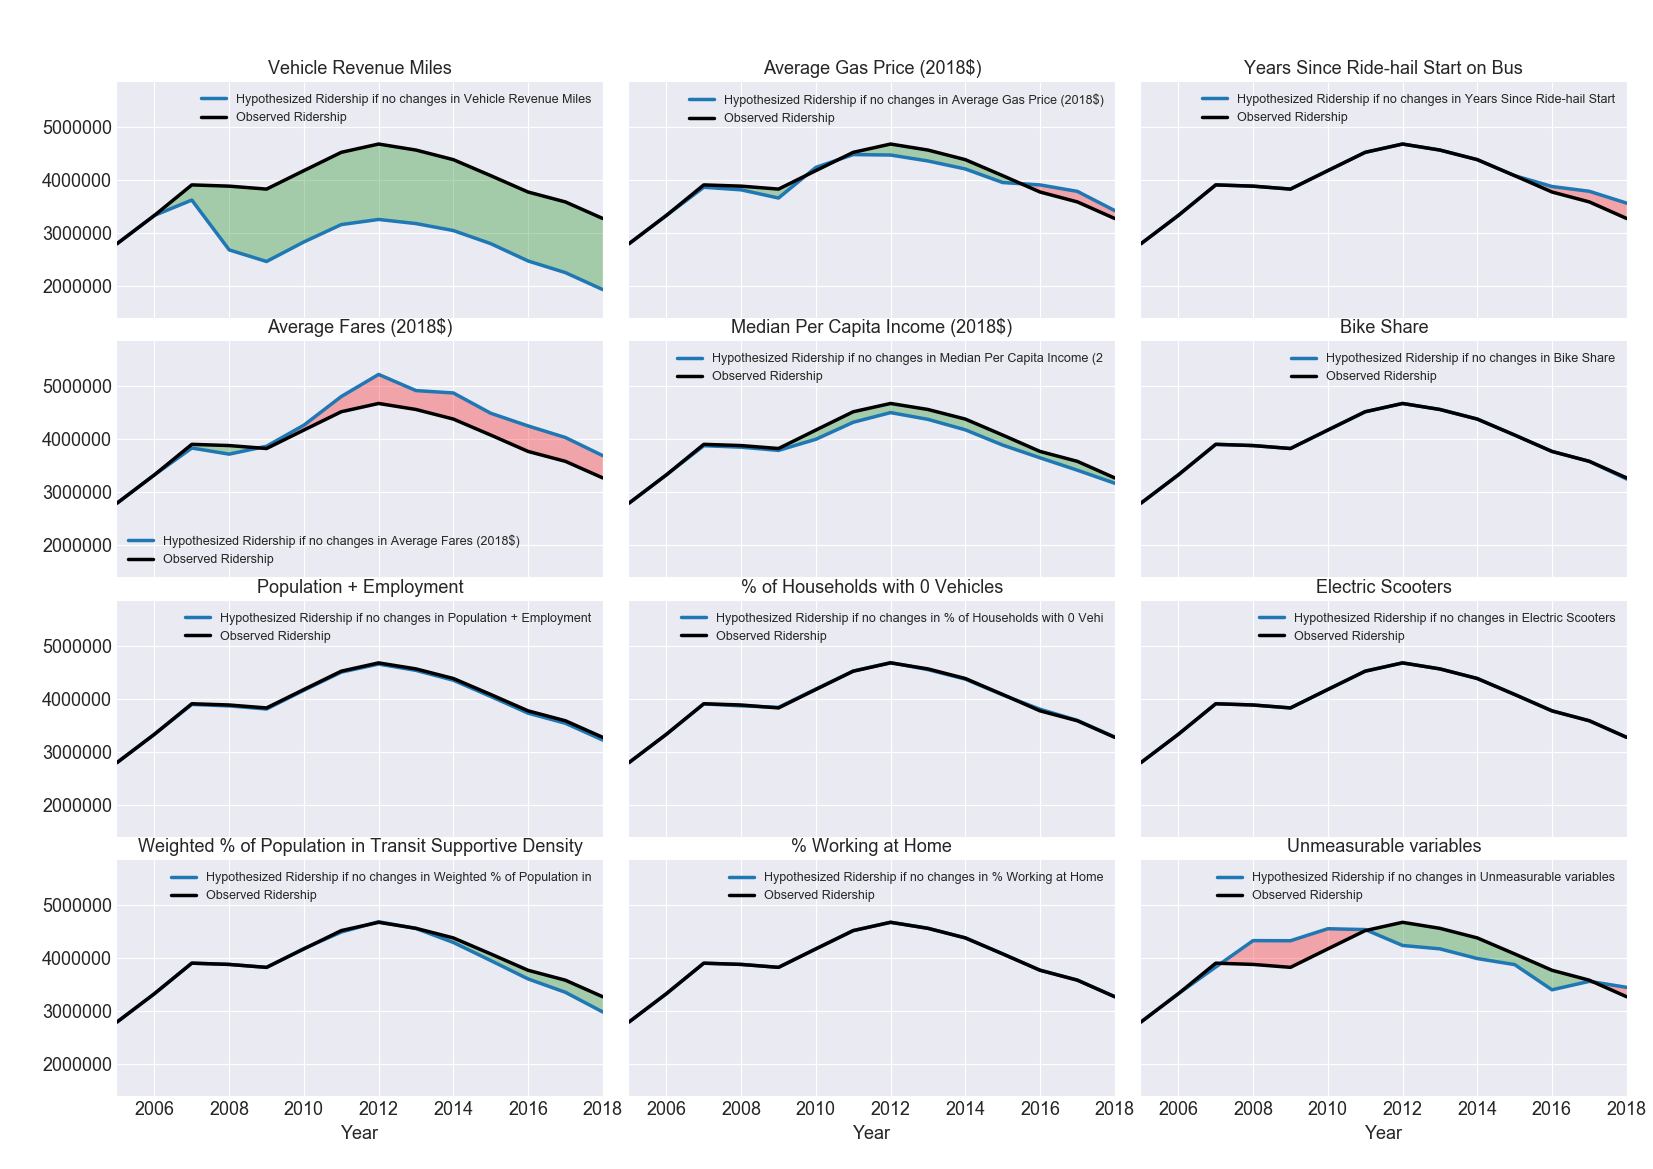 Vehicle Revenue Miles
Hypothesized Ridership if no changes in Vehicle Revenue Miles
Observed Ridership
5000000
4000000
3000000
2000000
Average Gas Price (2018$)
Hypothesized Ridership if no changes in Average Gas Price (2018$)
Observed Ridership
Years Since Ride-hail Start on Bus
Hypothesized Ridership if no changes in Years Since Ride-hail Start
Observed Ridership
Average Fares (2018$)
5000000
4000000
3000000
2000000
Hypothesized Ridership if no changes in Average Fares (2018$)
Observed Ridership
Median Per Capita Income (2018$)
Hypothesized Ridership if no changes in Median Per Capita Income (2
Observed Ridership
Bike Share
Hypothesized Ridership if no changes in Bike Share
Observed Ridership
Population + Employment
Hypothesized Ridership if no changes in Population + Employment
Observed Ridership
5000000
4000000
3000000
2000000
% of Households with 0 Vehicles
Hypothesized Ridership if no changes in % of Households with 0 Vehi
Observed Ridership
Electric Scooters
Hypothesized Ridership if no changes in Electric Scooters
Observed Ridership
Weighted % of Population in Transit Supportive Density
Hypothesized Ridership if no changes in Weighted % of Population in
Observed Ridership
5000000
4000000
3000000
2000000
2006 2008 2010 2012 2014 2016 2018
Year
% Working at Home
Hypothesized Ridership if no changes in % Working at Home
Observed Ridership
2006 2008 2010 2012 2014 2016 2018
Year
Unmeasurable variables
Hypothesized Ridership if no changes in Unmeasurable variables
Observed Ridership
2006 2008 2010 2012 2014 2016 2018
Year